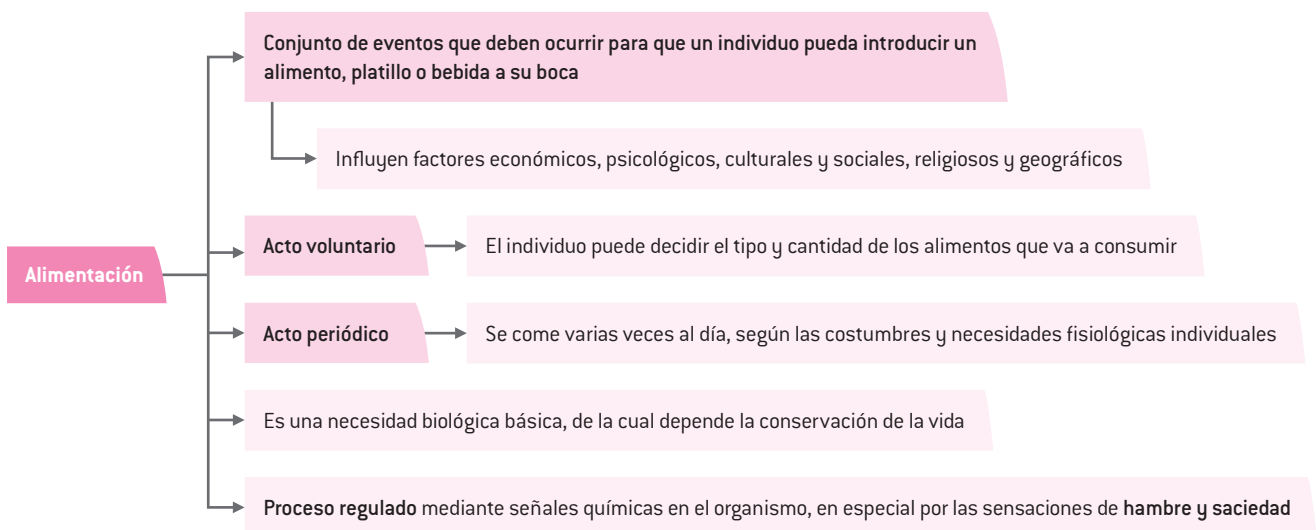 Conjunto de eventos que deben ocurrir para que un individuo pueda introducir un
alimento, platillo o bebida a su boca
Influyen factores económicos, psicológicos, culturales y sociales, religiosos y geográficos
Alimentación
Acto voluntario
El individuo puede decidir el tipo y cantidad de los alimentos que va a consumir
Acto periódico
Se come varias veces al día, según las costumbres y necesidades fisiológicas individuales
Es una necesidad biológica básica, de la cual depende la conservación de la vida
Proceso regulado mediante señales químicas en el organismo, en especial por las sensaciones de hambre y saciedad